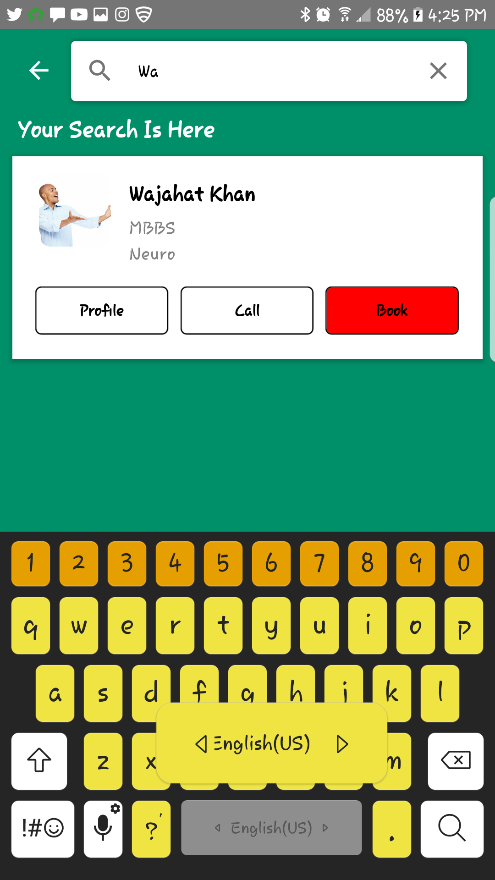 88% 4:25 PM
Wa
Your Search Is Here
Wajahat Khan
MBBS
Neuro
Profile Call Book
1 2 3 4 5 6 7 8 9 0
q w e r t y u i o p
a s d f g h j k l
English(US)
z x m
!#☺ ?' English(US) .